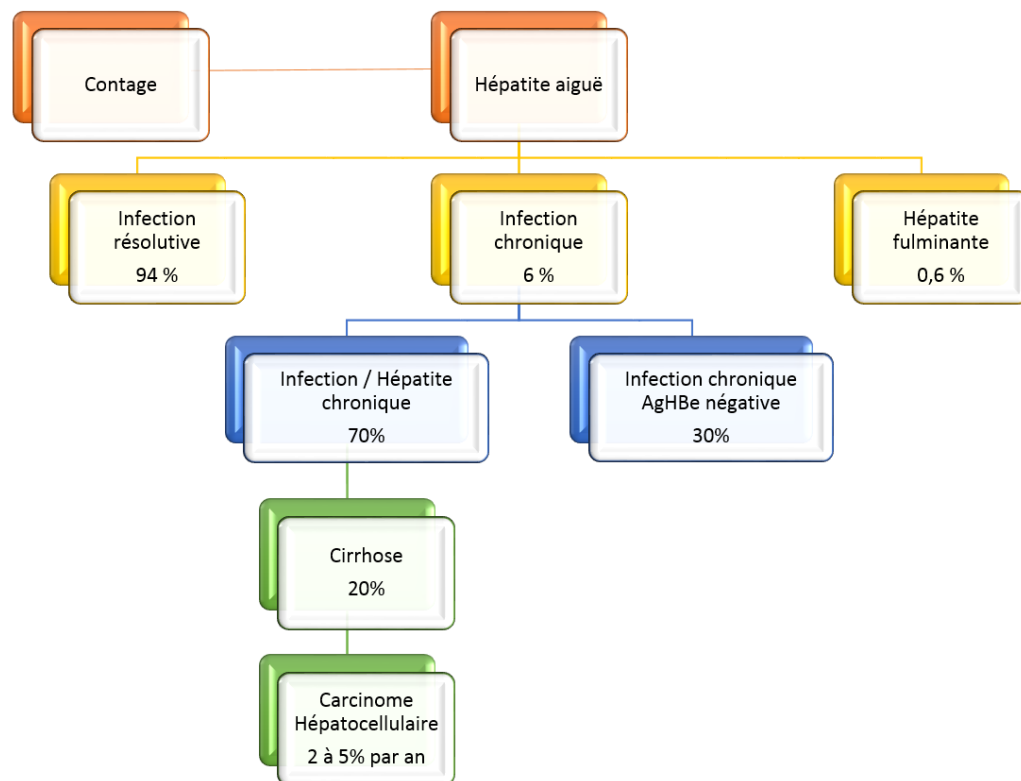 Contage
Hépatite aiguë
Infection
résolutive
94 %
Infection
chronique
6 %
Hépatite
fulminante
0,6 %
Infection / Hépatite
chronique
70%
Infection chronique
AgHBe négative
30%
Cirrhose
20%
Carcinome
Hépatocellulaire
2 à 5% par an